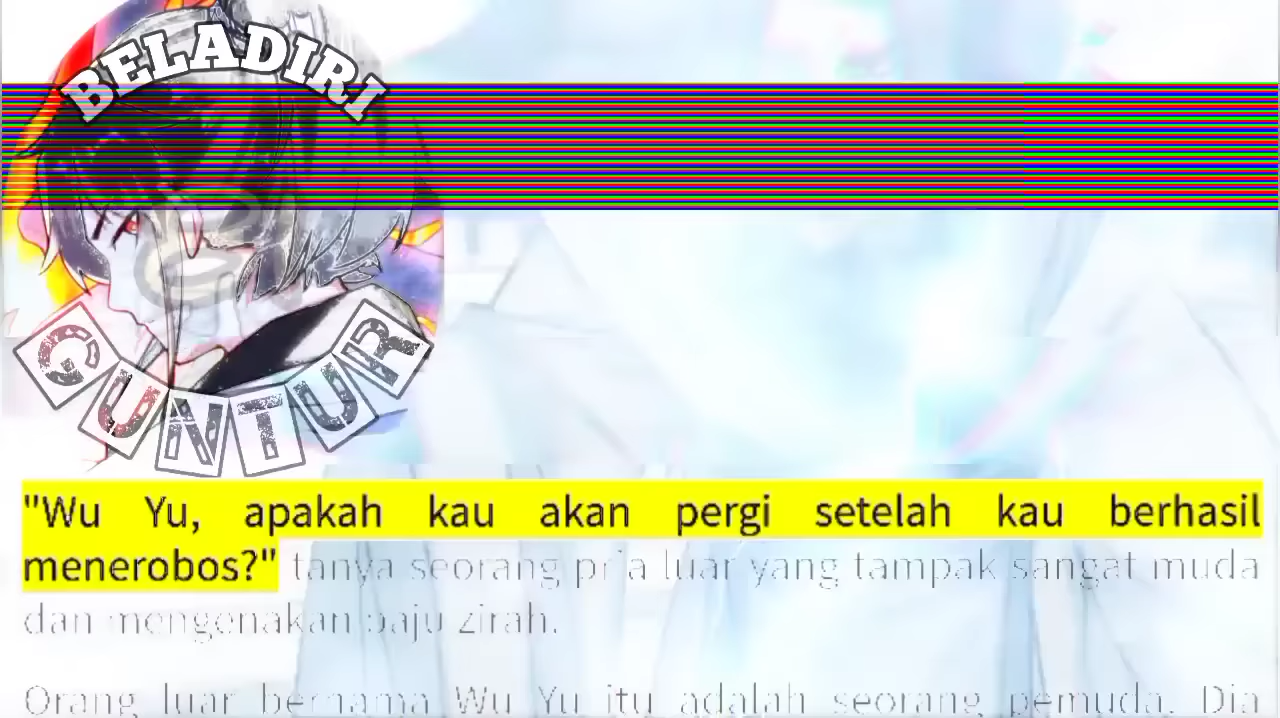 BELADIRI
GUNTUR
"Wu Yu, apakah kau akan pergi setelah kau berhasil
menerobos?" tanya seorang pria luar yang tampak sangat muda
dan mengenakan baju zirah.
Orang luar bernama Wu Yu itu adalah seorang pemuda. Dia